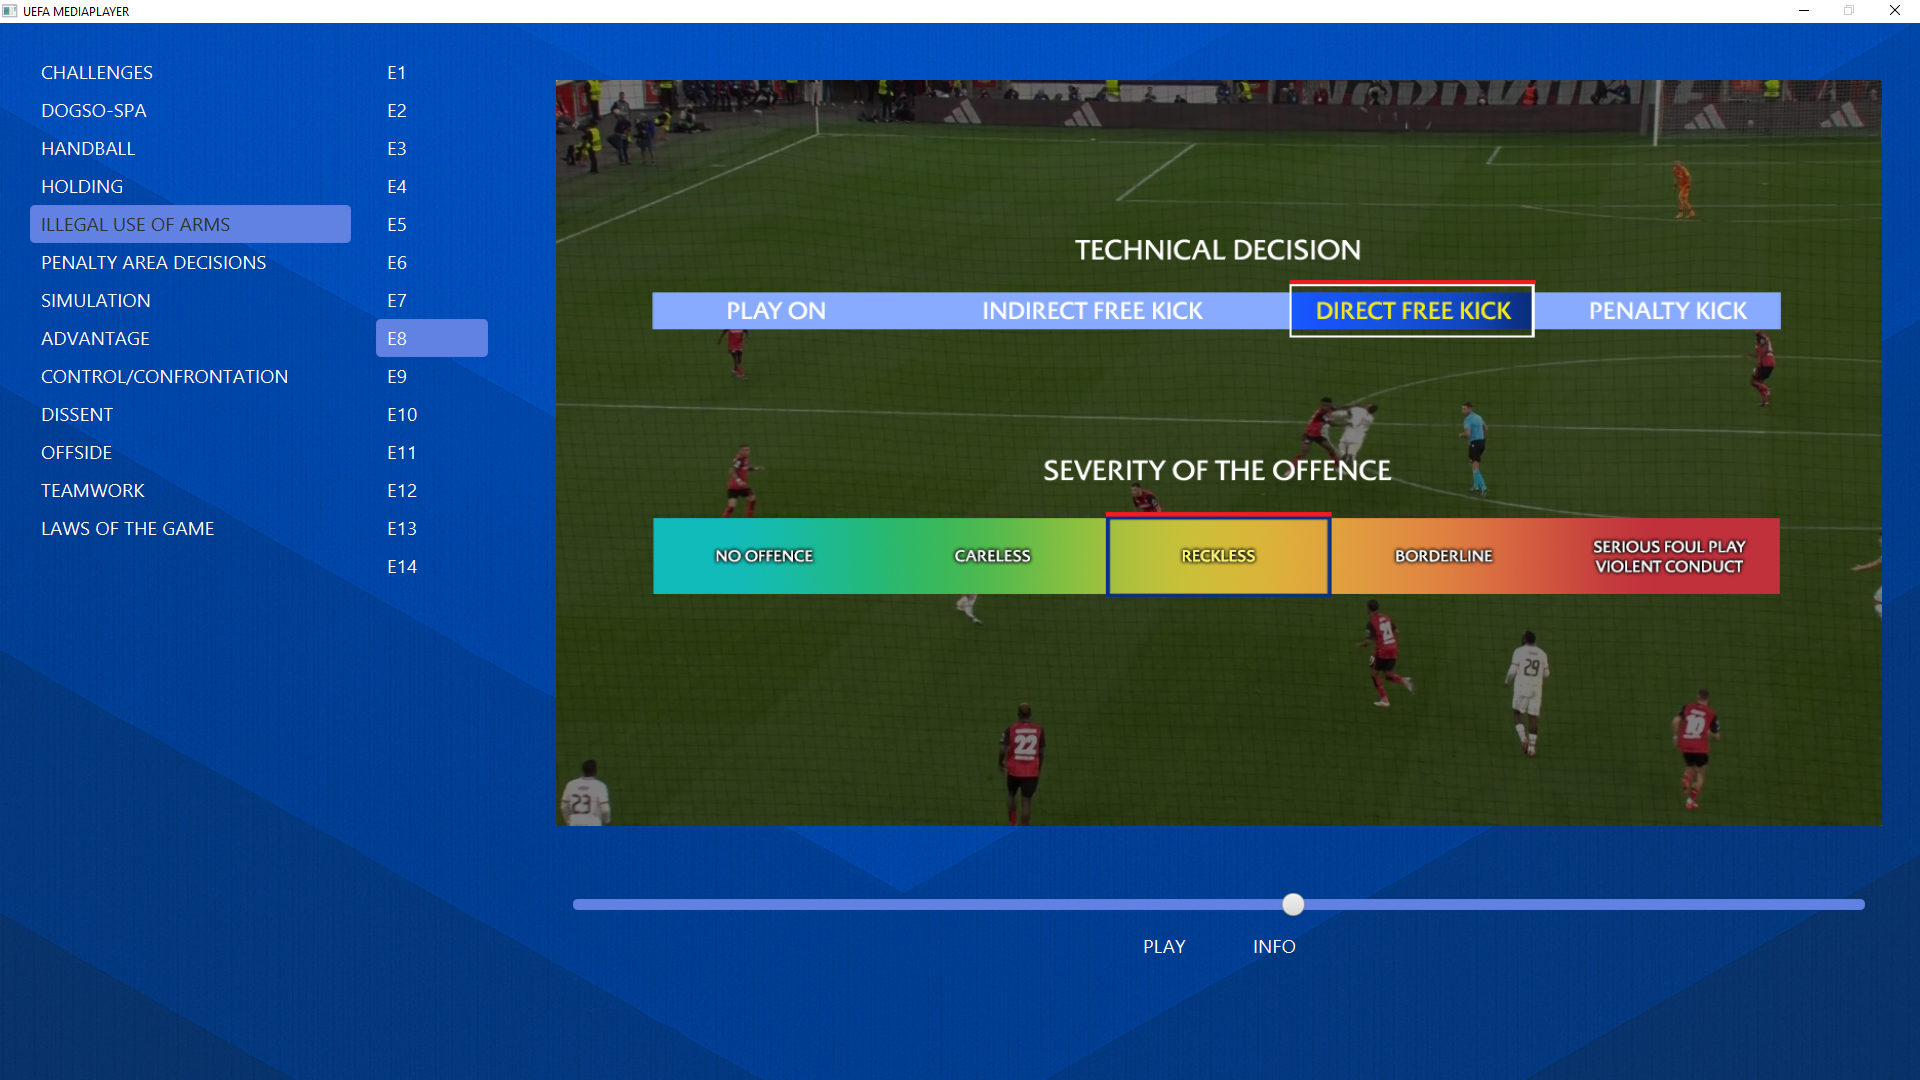 UEFA MEDIAPLAYER
CHALLENGES
DOGSO-SPA
HANDBALL
HOLDING
ILLEGAL USE OF ARMS
PENALTY AREA DECISIONS
SIMULATION
ADVANTAGE
CONTROL/CONFRONTATION
DISSENT
OFFSIDE
TEAMWORK
LAWS OF THE GAME
E1
E2
E3
E4
E5
E6
E7
E8
E9
E10
E11
E12
E13
E14
TECHNICAL DECISION
PLAY ON INDIRECT FREE KICK DIRECT FREE KICK PENALTY KICK
SEVERITY OF THE OFFENCE
NO OFFENCE CARELESS RECKLESS BORDERLINE SERIOUS FOUL PLAY
VIOLENT CONDUCT
29
22
23
PLAY INFO